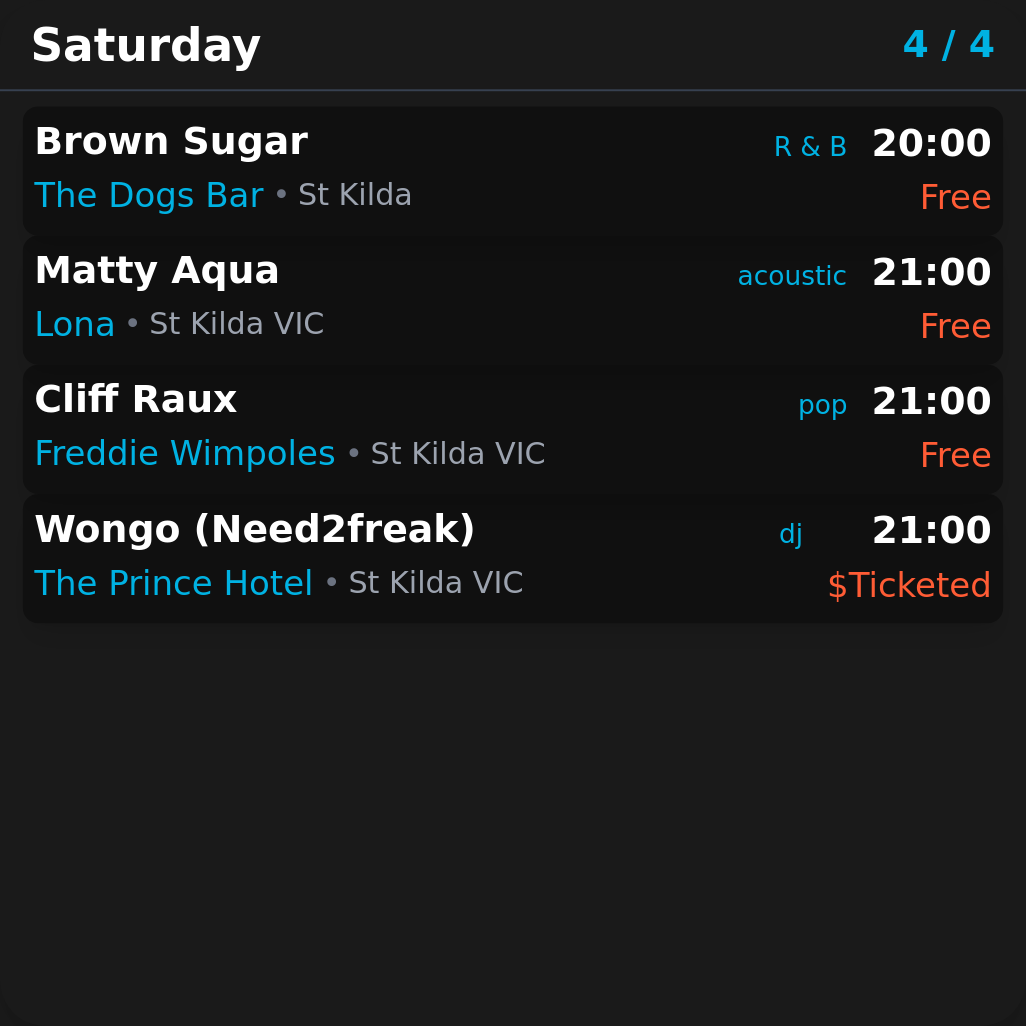 Saturday 4 / 4
Brown Sugar R & B 20:00
The Dogs Bar • St Kilda Free
Matty Aqua acoustic 21:00
Lona • St Kilda VIC Free
Cliff Raux pop 21:00
Freddie Wimpoles • St Kilda VIC Free
Wongo (Need2freak) dj 21:00
The Prince Hotel • St Kilda VIC $Ticketed